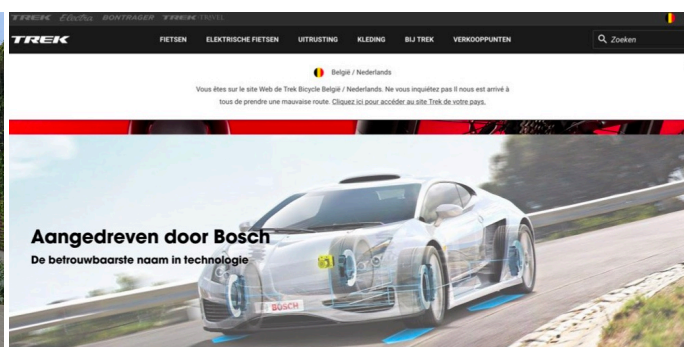 TREK Electra BONTRAGER TREK TRAVEL
TREK FIETSEN ELEKTRISCHE FIETSEN UITRUSTING KLEDING BIJ TREK VERKOOPPUNTEN Zoeken
België / Nederlands
Vous êtes sur le site Web de Trek Bicycle België / Nederlands. Ne vous inquiétez pas Il nous est arrivé à
tous de prendre une mauvaise route. Cliquez ici pour accéder au site Trek de votre pays.
Aangedreven door Bosch
De betrouwbaarste naam in technologie
BOSCH